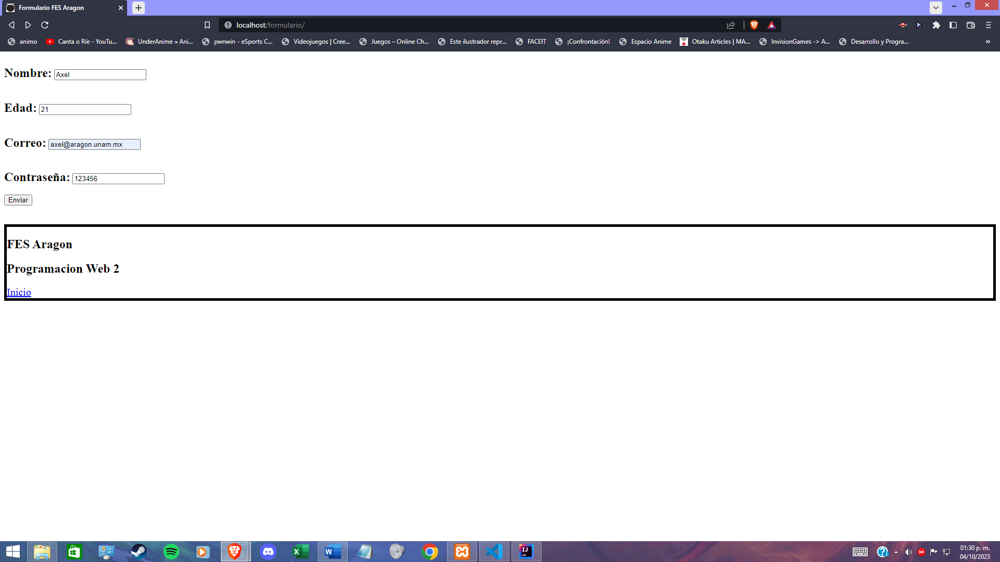 Formulario FES Aragon
localhost/formulario/
animo
Canta o Ríe - YouTu...
UnderAnime » Ani...
pwnwin - eSports C...
Videojuegos | Cree...
Juegos – Online Ch...
Este ilustrador repr...
FACEIT
¡Confrontación!
Espacio Anime
Otaku Articles | MA...
InvisionGames -> A...
Desarrollo y Progra...
»
Nombre: Axel
Edad: 21
Correo: axel@aragon.unam.mx
Contraseña: 123456
Enviar
FES Aragon
Programacion Web 2
Inicio
01:30 p. m.
04/10/2023